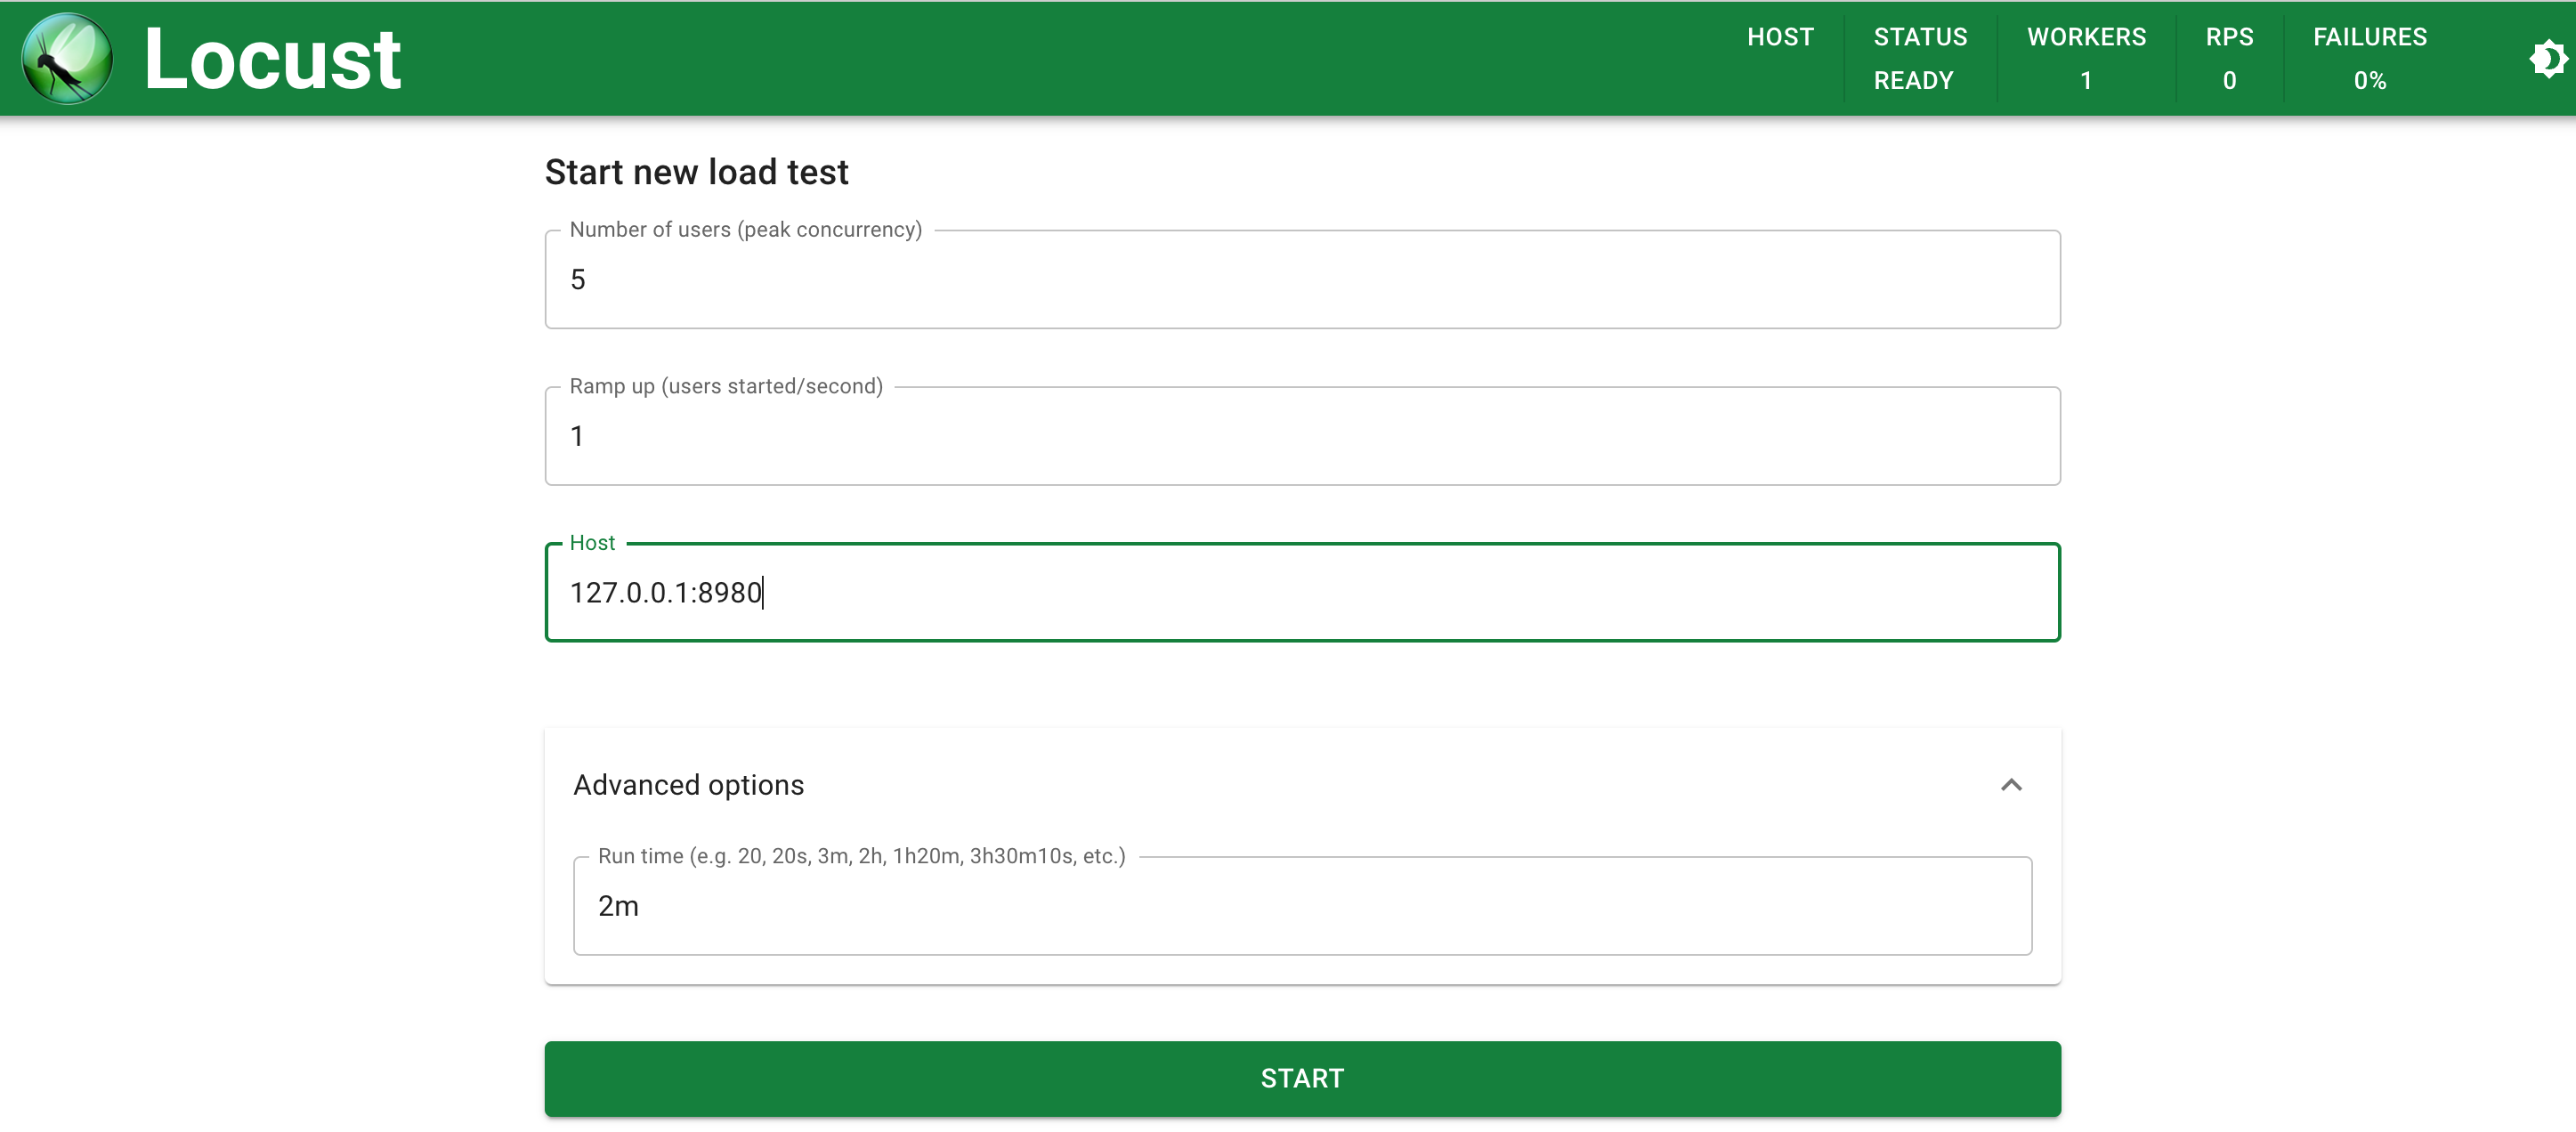 Locust
HOST
STATUS
READY
WORKERS
1
RPS
0
FAILURES
0%
Start new load test
Number of users (peak concurrency)
5
Ramp up (users started/second)
1
Host
127.0.0.1:8980
Advanced options
Run time (e.g. 20, 20s, 3m, 2h, 1h20m, 3h30m10s, etc.)
2m
START